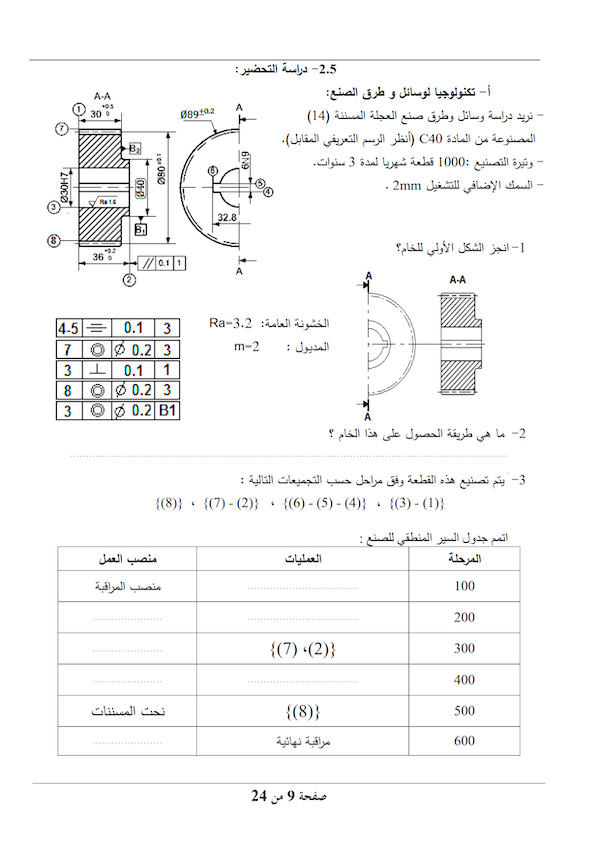 2.5- دراسة التحضير:
أ- تكنولوجيا لوسائل و طرق الصنع:
- نريد دراسة وسائل وطرق صنع العجلة المسننة (14)
المصنوعة من المادة C40 (أنظر الرسم التعريفي المقابل).
- وتيرة التصنيع :1000 قطعة شهريا لمدة 3 سنوات.
- السمك الإضافي للتشغيل 2mm .
A-A
1
30 +0.5 0
7
B2
Ø30H7
Ø40
Ø80 ±0.1
Ra 1.6
3
B1
8
36 +0.2 0
// 0.1 1
2
Ø89±0.2
A
6N9
6
5
4
32.8
A
1- انجز الشكل الأولي للخام؟
A
A-A
A
الخشونة العامة: Ra=3.2
المديول : m=2
4-5 ⌯ 0.1 3
7 ◎ Ø 0.2 3
3 ⊥ 0.1 1
8 ◎ Ø 0.2 3
3 ◎ Ø 0.2 B1
2- ما هي طريقة الحصول على هذا الخام ؟
3- يتم تصنيع هذه القطعة وفق مراحل حسب التجميعات التالية :
{(1) - (3)} ، {(4) - (5) - (6)} ، {(2) - (7)} ، {(8)}
اتمم جدول السير المنطقي للصنع :
المرحلة العمليات منصب العمل
100 ................................ منصب المراقبة
200 ................................ ....................
300 {(2)، (7)} ....................
400 ................................ ....................
500 {(8)} نحت المسننات
600 مراقبة نهائية ....................
صفحة 9 من 24